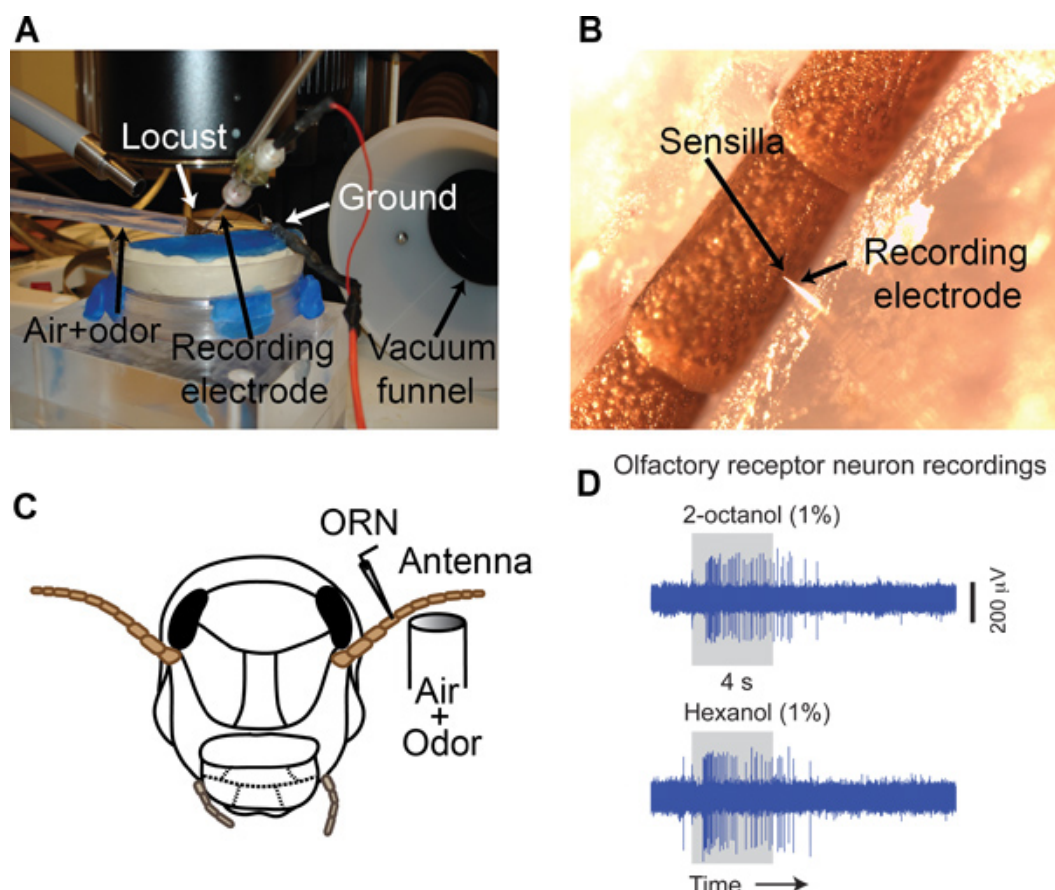 A
Locust
Ground
Air+odor
Recording
electrode
Vacuum
funnel
B
Sensilla
Recording
electrode
C
ORN
Antenna
Air
+
Odor
D
Olfactory receptor neuron recordings
2-octanol (1%)
200 μV
4 s
Hexanol (1%)
Time